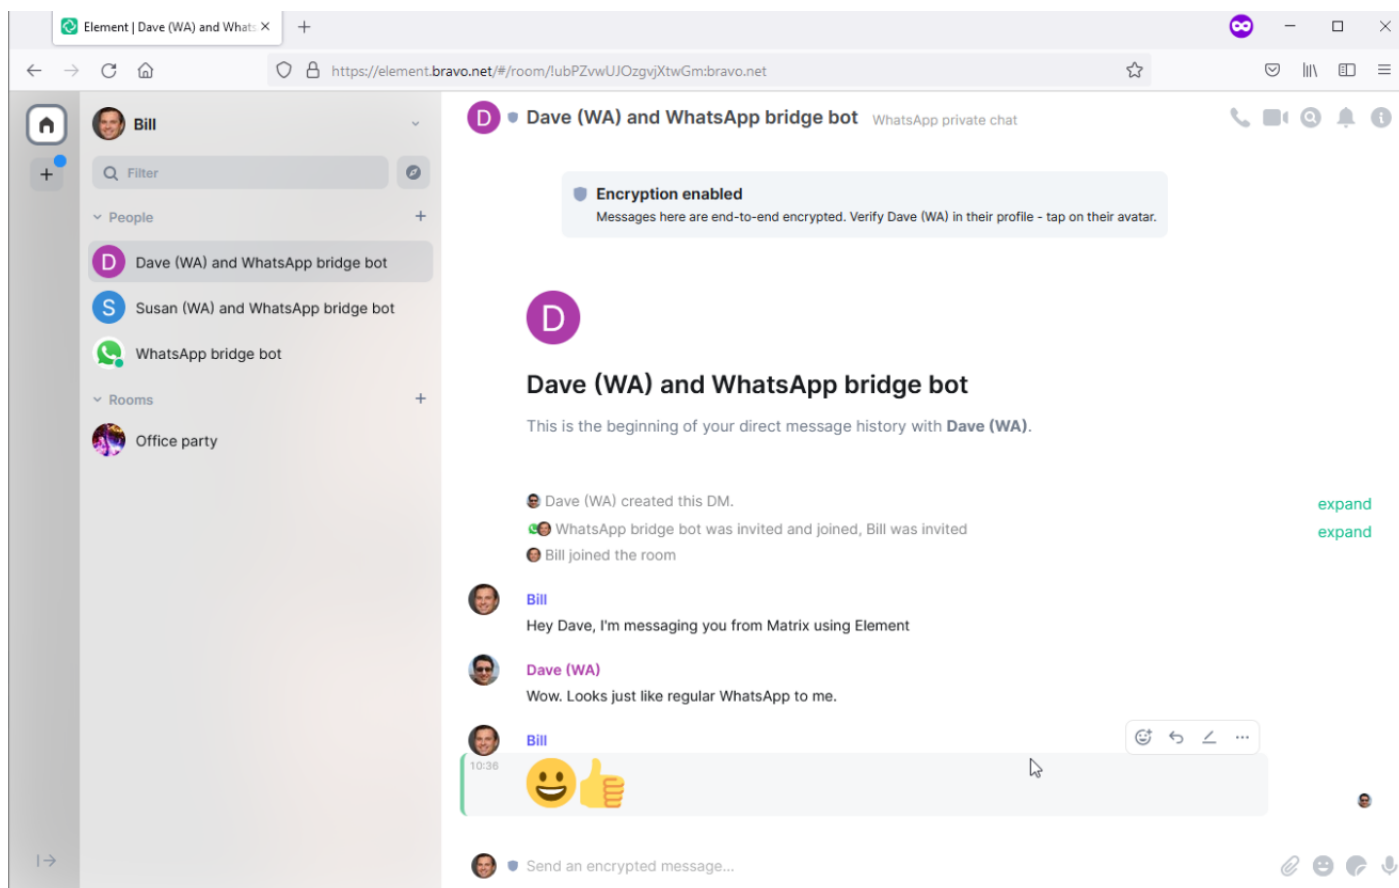 Element | Dave (WA) and Whats
https://element.bravo.net/#/room/!ubPZvwUJOzgvjXtwGm:bravo.net
Bill
Filter
People
Dave (WA) and WhatsApp bridge bot
Susan (WA) and WhatsApp bridge bot
WhatsApp bridge bot
Rooms
Office party
D
Dave (WA) and WhatsApp bridge bot WhatsApp private chat
Encryption enabled
Messages here are end-to-end encrypted. Verify Dave (WA) in their profile - tap on their avatar.
D
Dave (WA) and WhatsApp bridge bot
This is the beginning of your direct message history with Dave (WA).
Dave (WA) created this DM. expand
WhatsApp bridge bot was invited and joined, Bill was invited expand
Bill joined the room
Bill
Hey Dave, I'm messaging you from Matrix using Element
Dave (WA)
Wow. Looks just like regular WhatsApp to me.
Bill
10:36
Send an encrypted message...